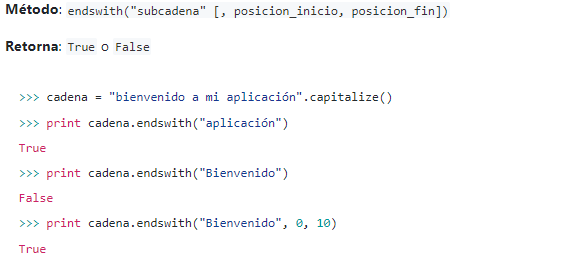 Método: endswith("subcadena" [, posicion_inicio, posicion_fin])
Retorna: True o False
>>> cadena = "bienvenido a mi aplicación".capitalize()
>>> print cadena.endswith("aplicación")
True
>>> print cadena.endswith("Bienvenido")
False
>>> print cadena.endswith("Bienvenido", 0, 10)
True